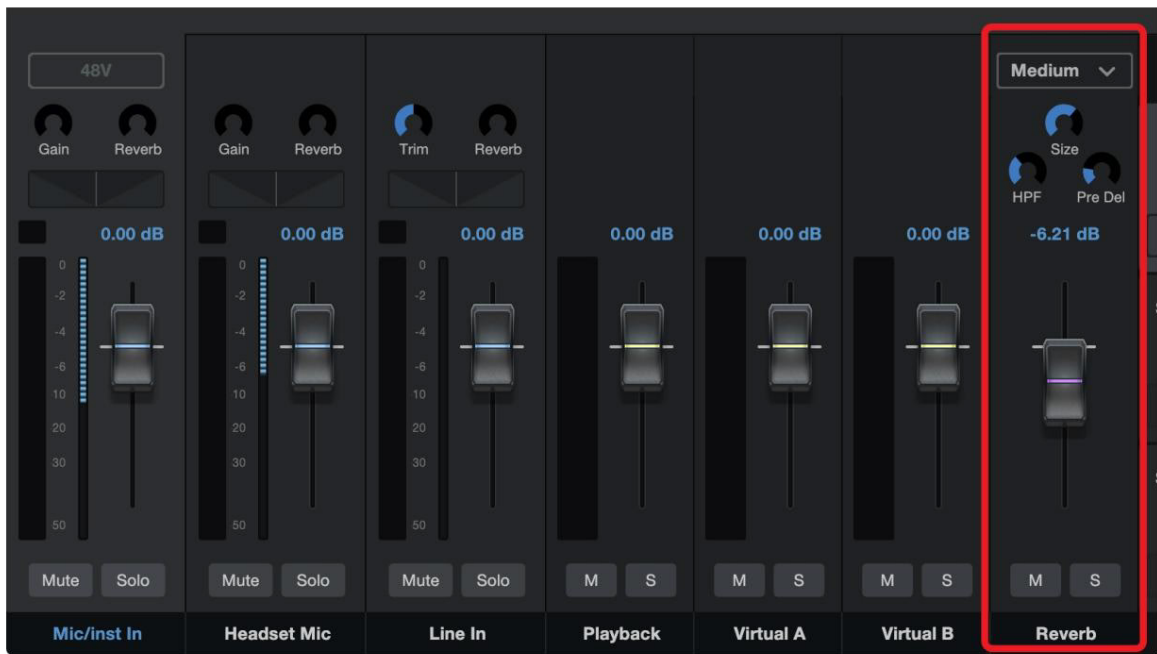 48V
Medium
Gain Reverb
Gain Reverb
Trim Reverb
Size
HPF Pre Del
0.00 dB
0.00 dB
0.00 dB
0.00 dB
0.00 dB
0.00 dB
-6.21 dB
0
-2
-4
-6
10
20
30
50
0
-2
-4
-6
10
20
30
50
0
-2
-4
-6
10
20
30
50
Mute Solo
Mute Solo
Mute Solo
M S
M S
M S
M S
Mic/inst In
Headset Mic
Line In
Playback
Virtual A
Virtual B
Reverb